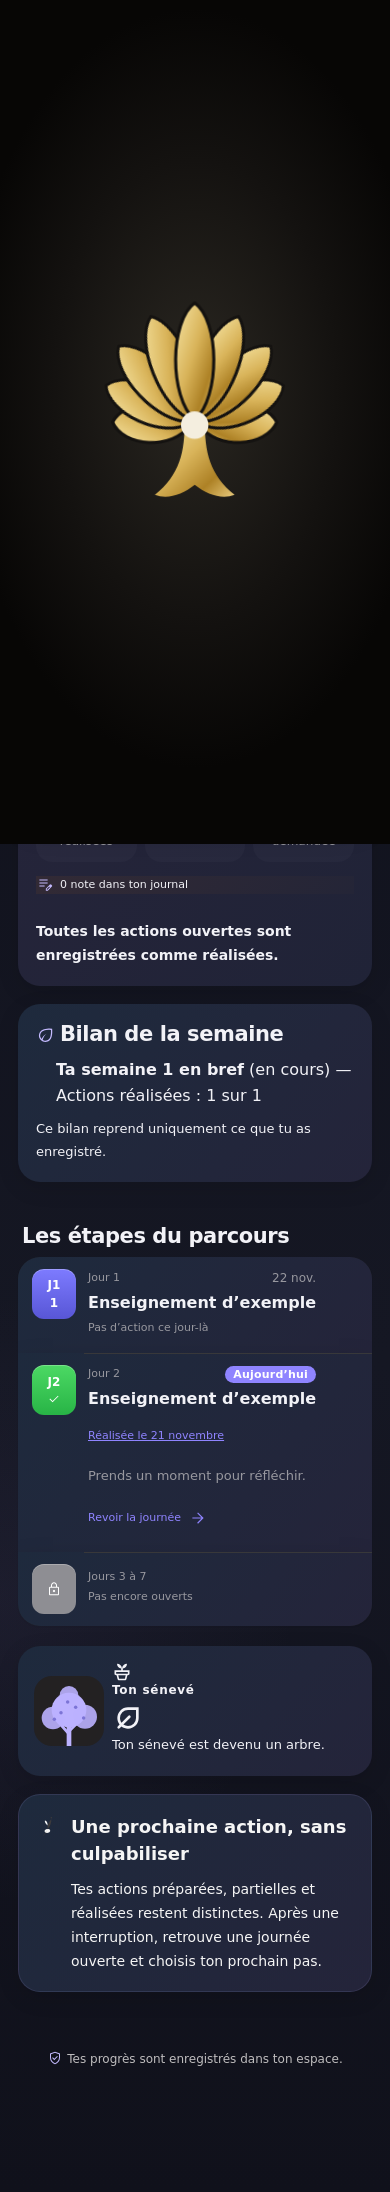 0 note dans ton journal
Toutes les actions ouvertes sont
enregistrées comme réalisées.
Bilan de la semaine
Ta semaine 1 en bref (en cours) —
Actions réalisées : 1 sur 1
Ce bilan reprend uniquement ce que tu as
enregistré.
Les étapes du parcours
J1
1
Jour 1
22 nov.
Enseignement d’exemple
Pas d’action ce jour-là
J2
Jour 2
Aujourd’hui
Enseignement d’exemple
Réalisée le 21 novembre
Prends un moment pour réfléchir.
Revoir la journée
Jours 3 à 7
Pas encore ouverts
Ton sénevé
Ton sénevé est devenu un arbre.
Une prochaine action, sans
culpabiliser
Tes actions préparées, partielles et
réalisées restent distinctes. Après une
interruption, retrouve une journée
ouverte et choisis ton prochain pas.
Tes progrès sont enregistrés dans ton espace.